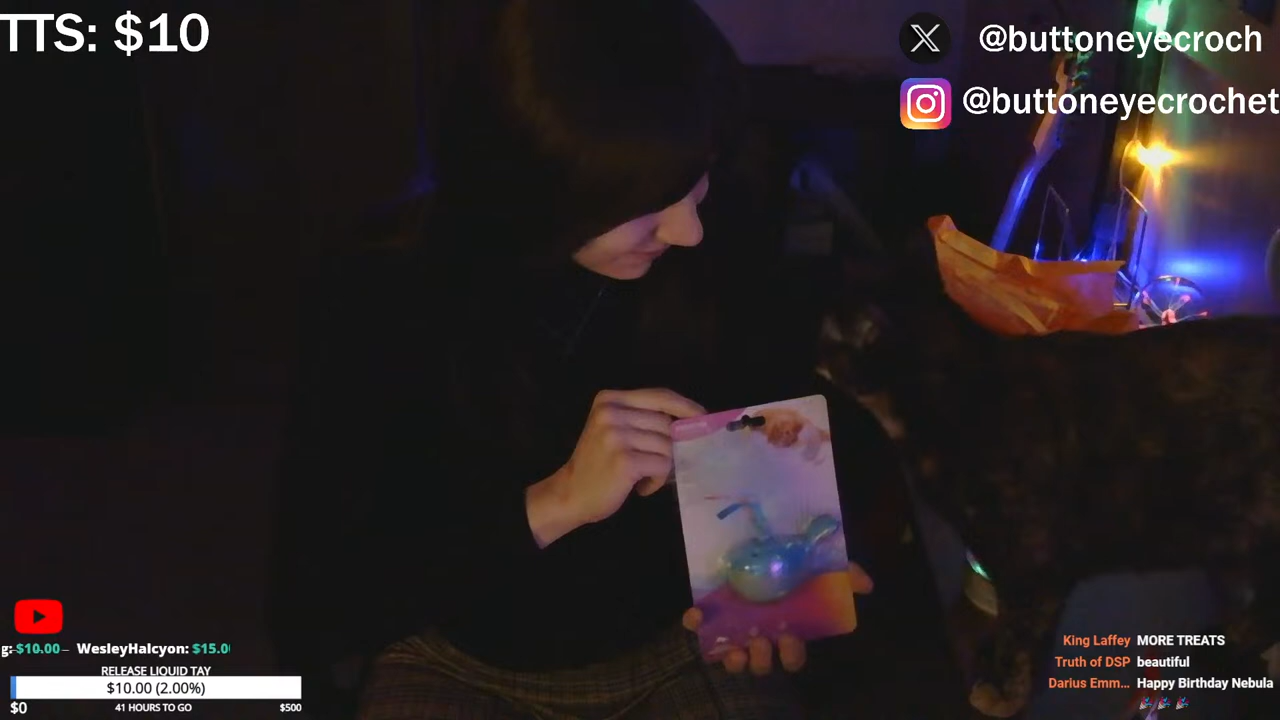 TTS: $10
@buttoneyecroch
@buttoneyecrochet
g: $10.00 – WesleyHalcyon: $15.0
RELEASE LIQUID TAY
$10.00 (2.00%)
$0 41 HOURS TO GO $500
King Laffey MORE TREATS
Truth of DSP beautiful
Darius Emm... Happy Birthday Nebula